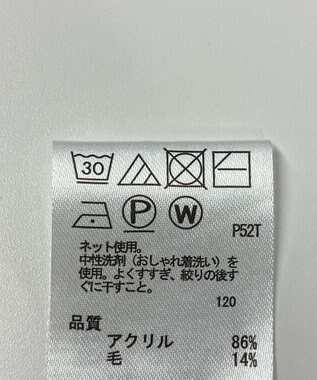 30
P W
P52T
ネット使用。
中性洗剤（おしゃれ着洗い）を
使用。よくすすぎ、絞りの後す
ぐに干すこと。
120
品質
アクリル 86%
毛 14%